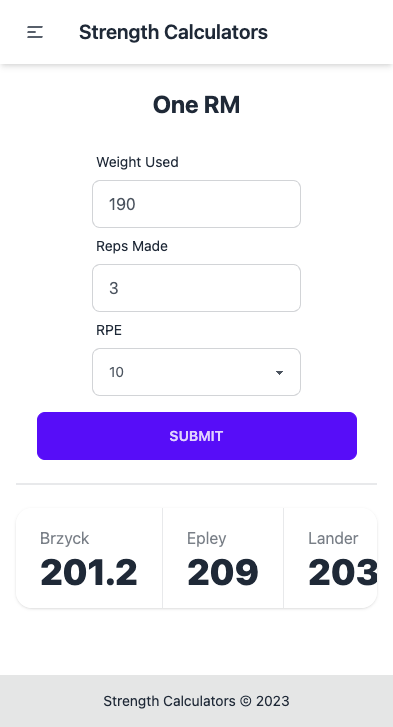 Strength Calculators
One RM
Weight Used
190
Reps Made
3
RPE
10
SUBMIT
Brzyck Epley Lander
201.2 209 203
Strength Calculators © 2023